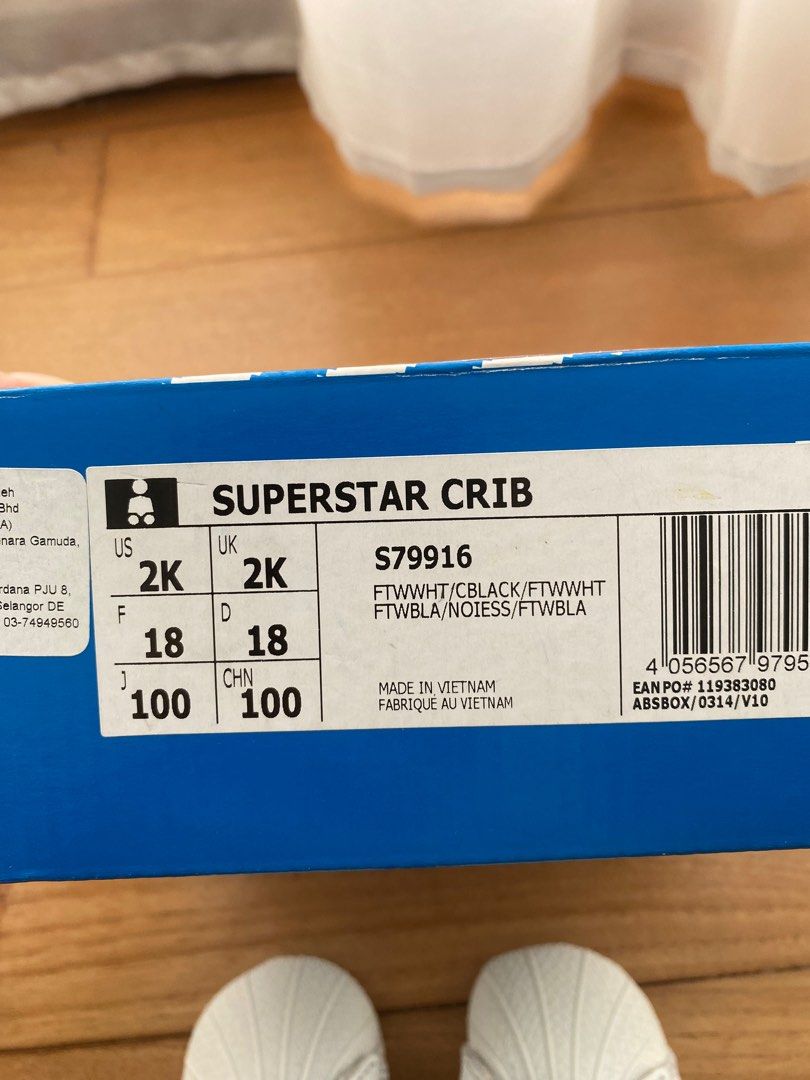 Bhd
A)
Gamuda,
PJU 8,
Selangor DE
03-74949560
SUPERSTAR CRIB
US 2K
UK 2K
F 18
D 18
J 100
CHN 100
S79916
FTWWHT/CBLACK/FTWWHT
FTWBLA/NOIESS/FTWBLA
MADE IN VIETNAM
FABRIQUÉ AU VIETNAM
4 056567 9795
EAN PO# 119383080
ABSBOX/0314/V10